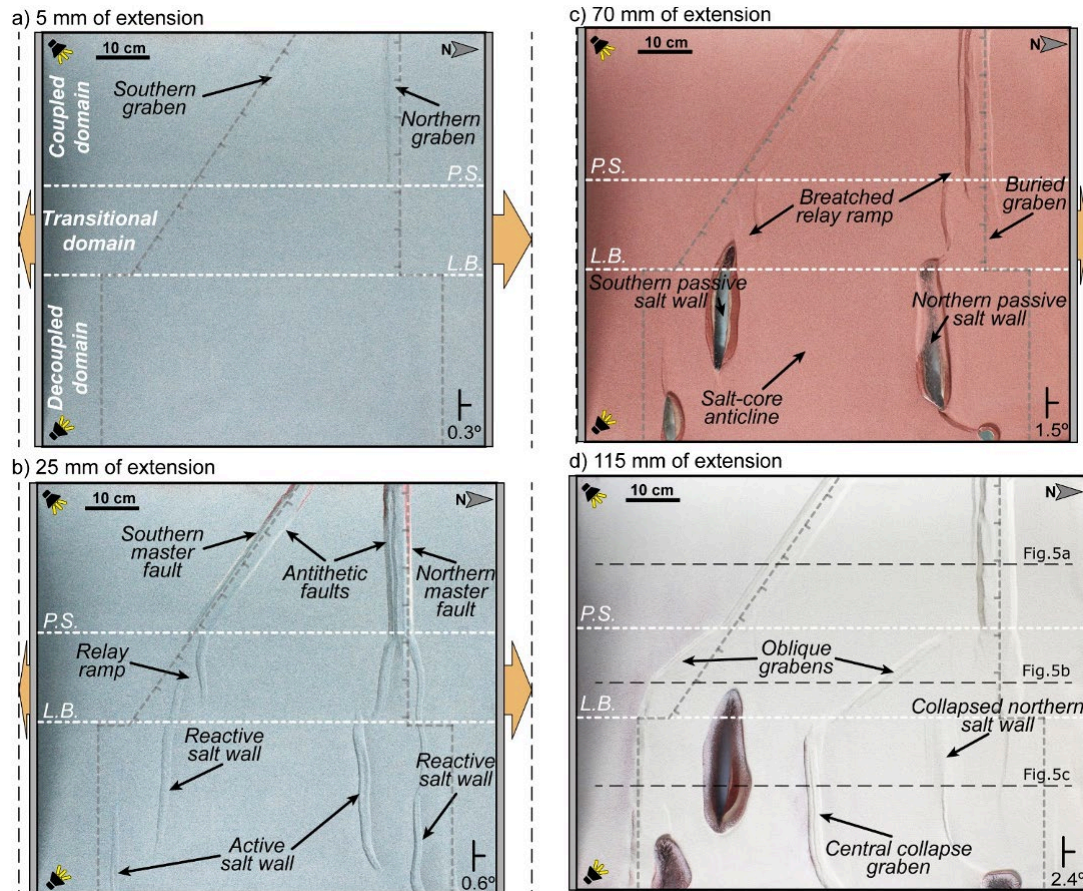 a) 5 mm of extension
10 cm
N
Southern
graben
Northern
graben
Coupled
domain
P.S.
Transitional
domain
L.B.
Decoupled
domain
0.3º
b) 25 mm of extension
10 cm
N
Southern
master
fault
Antithetic
faults
Northern
master
fault
P.S.
Relay
ramp
L.B.
Reactive
salt wall
Reactive
salt wall
Active
salt wall
0.6º
c) 70 mm of extension
10 cm
N
P.S.
Breatched
relay ramp
Buried
graben
L.B.
Southern passive
salt wall
Northern passive
salt wall
Salt-core
anticline
1.5º
d) 115 mm of extension
10 cm
N
Fig.5a
P.S.
Oblique
grabens
Fig.5b
L.B.
Collapsed northern
salt wall
Fig.5c
Central collapse
graben
2.4º